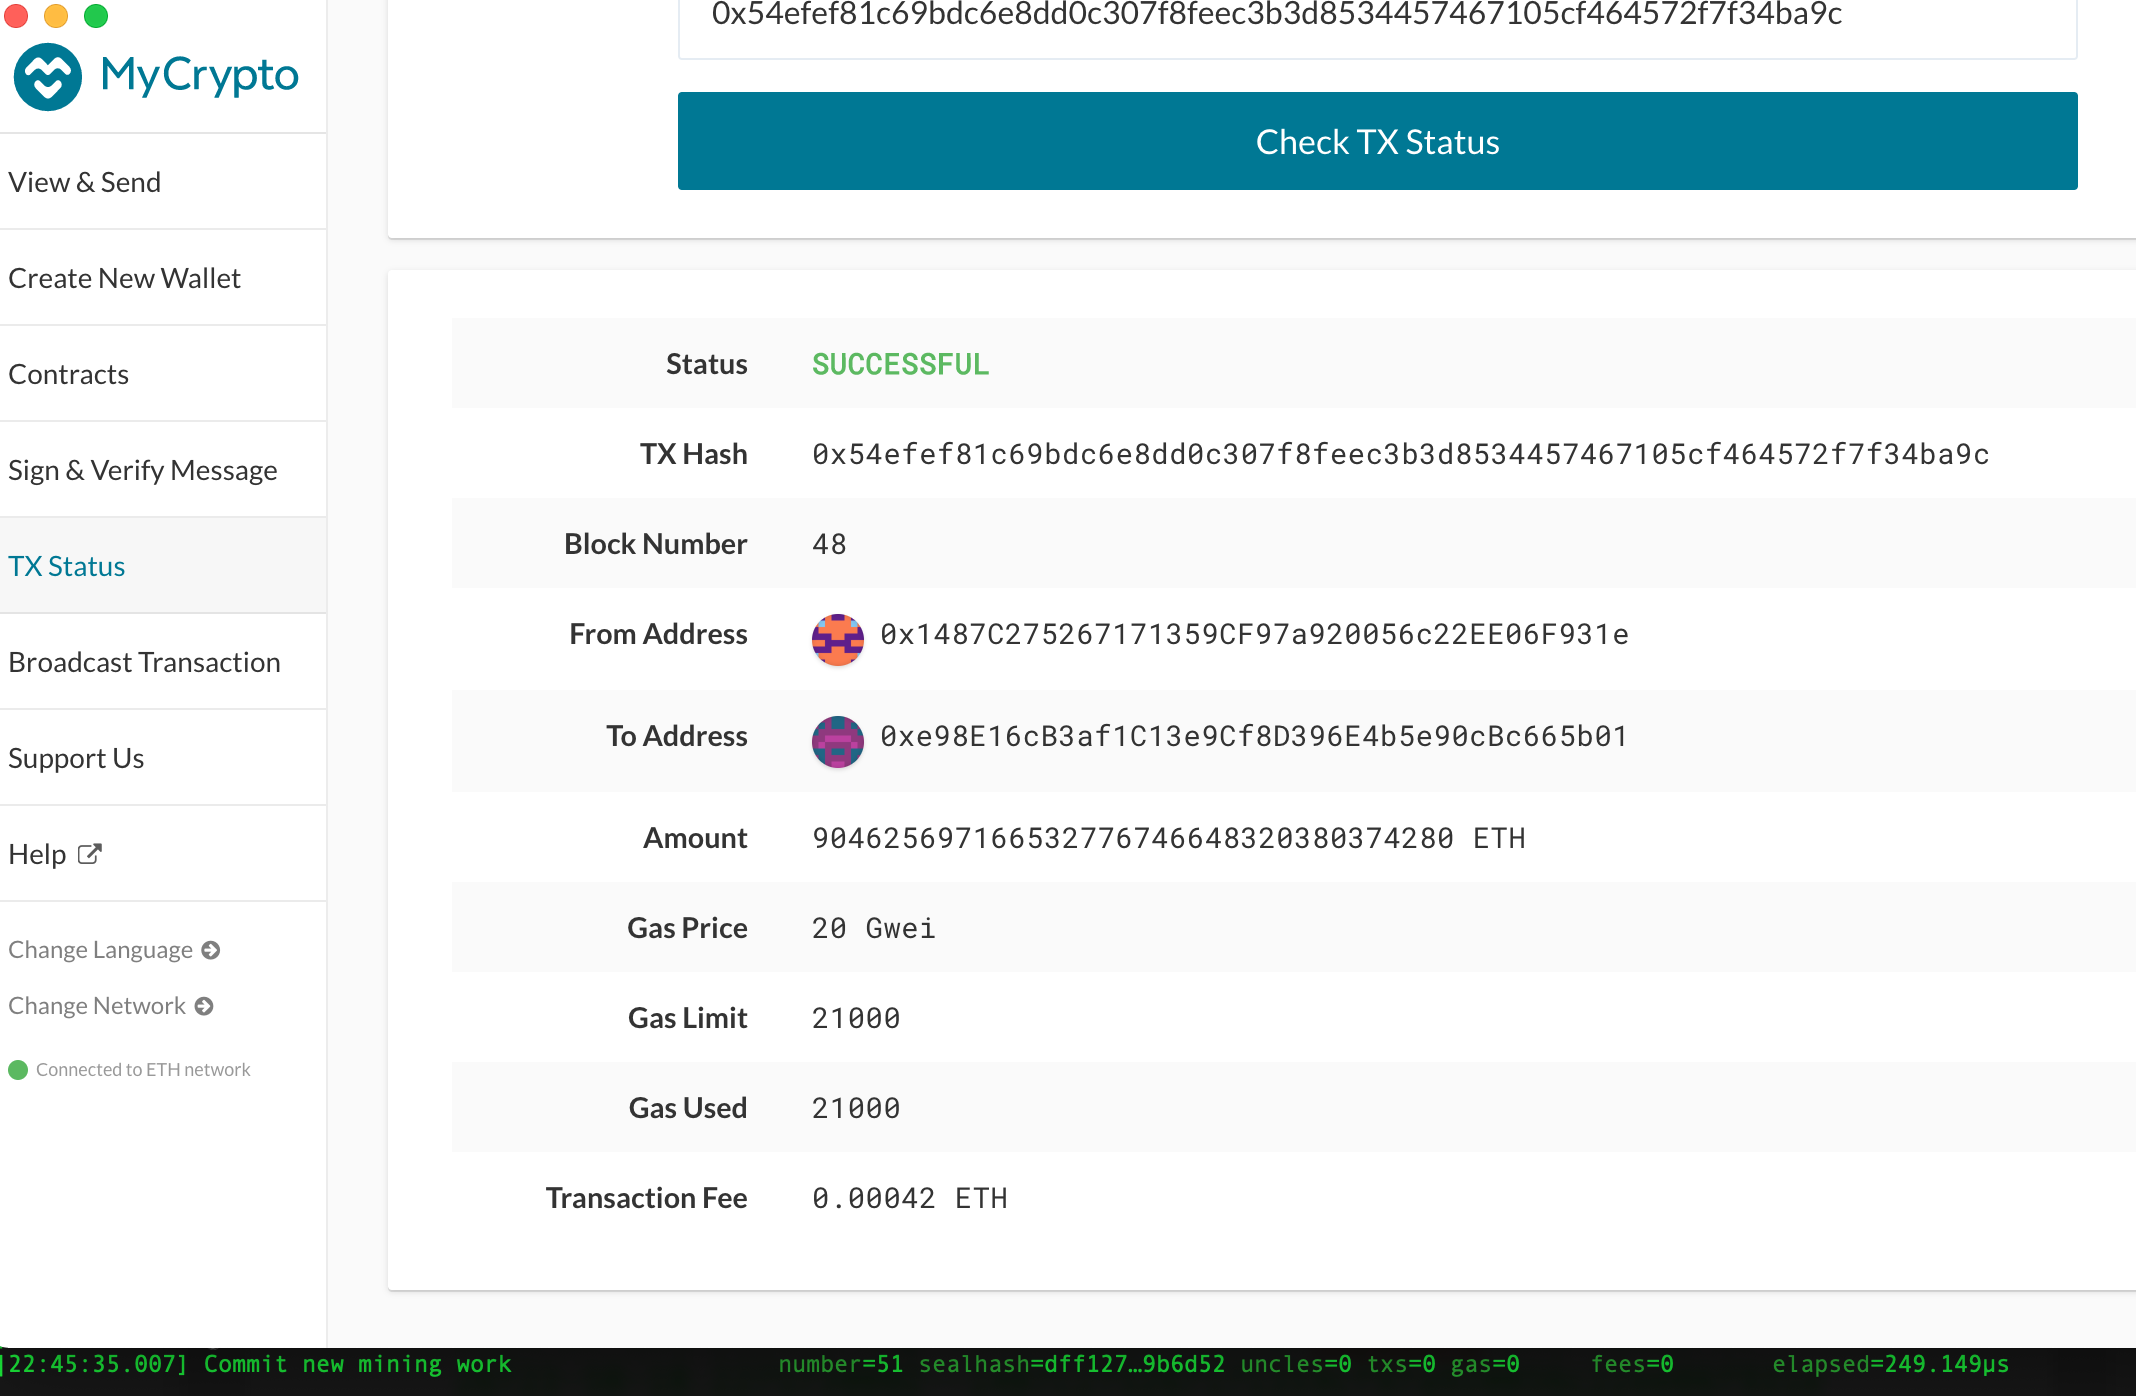 0x54efef81c69bdc6e8dd0c307f8feec3b3d8534457467105cf464572f7f34ba9c
MyCrypto
Check TX Status
View & Send
Create New Wallet
Contracts
Sign & Verify Message
TX Status
Broadcast Transaction
Support Us
Help
Change Language
Change Network
Connected to ETH network
Status SUCCESSFUL
TX Hash 0x54efef81c69bdc6e8dd0c307f8feec3b3d8534457467105cf464572f7f34ba9c
Block Number 48
From Address 0x1487C275267171359CF97a920056c22EE06F931e
To Address 0xe98E16cB3af1C13e9Cf8D396E4b5e90cBc665b01
Amount 904625697166532776746648320380374280 ETH
Gas Price 20 Gwei
Gas Limit 21000
Gas Used 21000
Transaction Fee 0.00042 ETH
[22:45:35.007] Commit new mining work number=51 sealhash=dff127…9b6d52 uncles=0 txs=0 gas=0 fees=0 elapsed=249.149µs